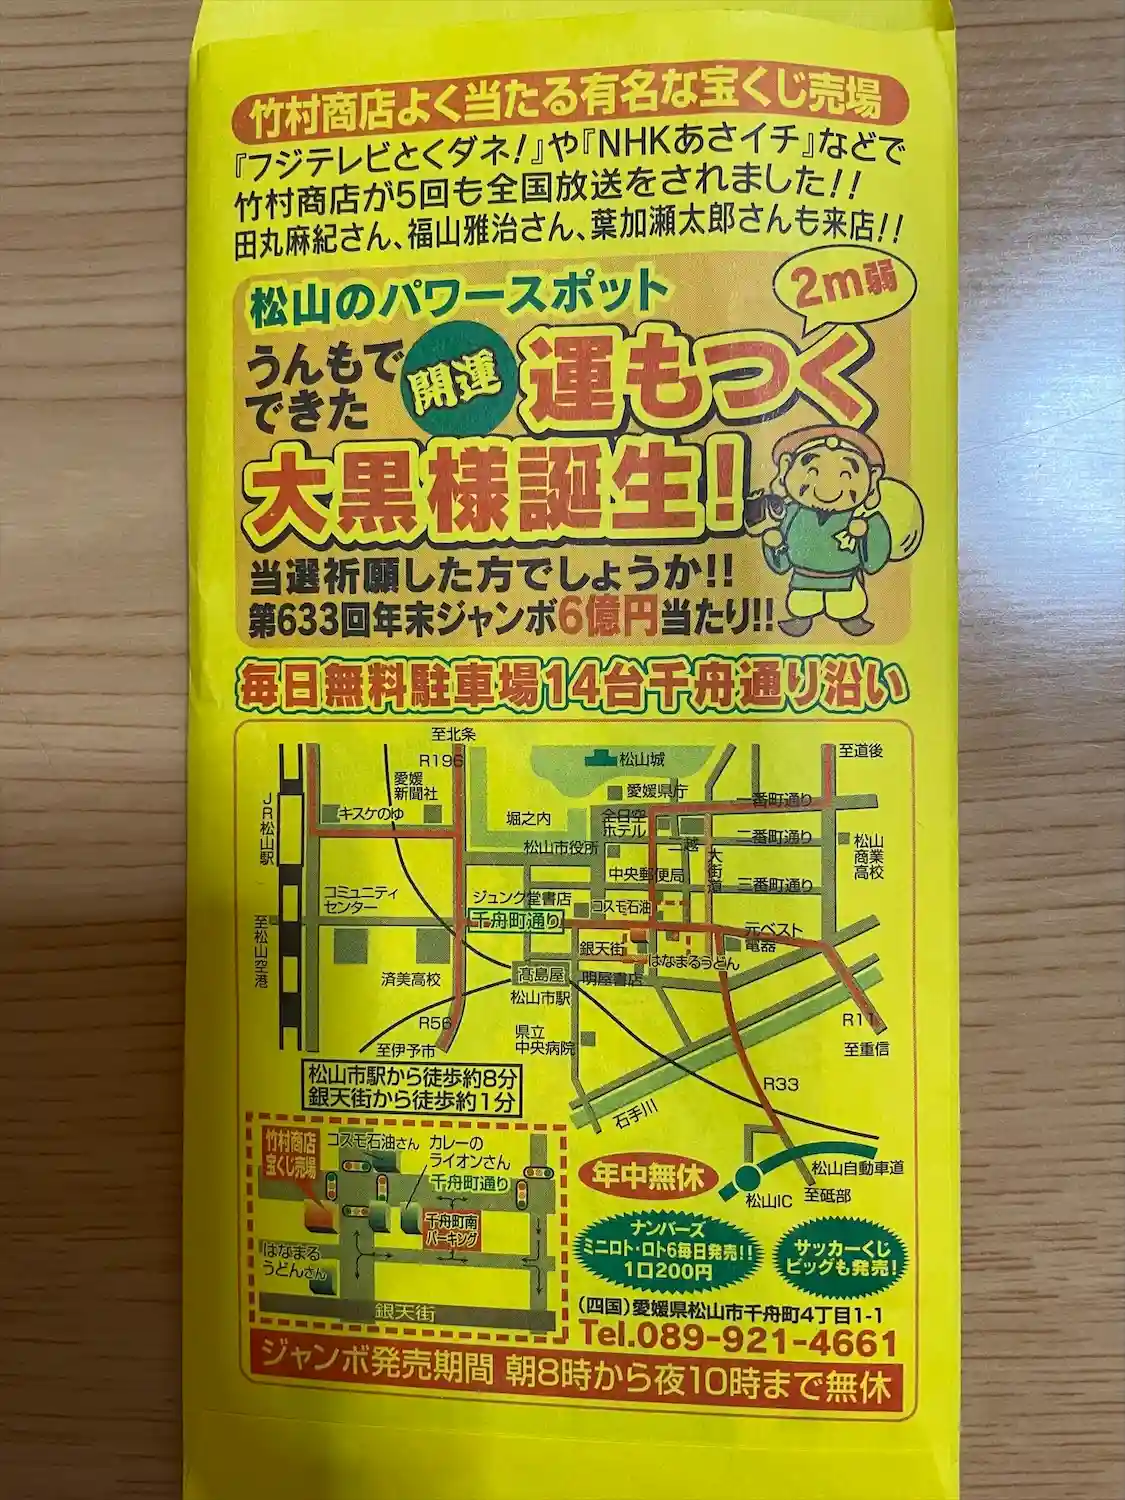 竹村商店よく当たる有名な宝くじ売場
『フジテレビとくダネ!』や『NHKあさイチ』などで
竹村商店が5回も全国放送をされました!!
田丸麻紀さん、福山雅治さん、葉加瀬太郎さんも来店!!
松山のパワースポット
2m弱
うんもで
できた
開運
運もつく
大黒様誕生!
当選祈願した方でしょうか!!
第633回年末ジャンボ6億円当たり!!
毎日無料駐車場14台千舟通り沿い
至北条
R196
松山城
至道後
愛媛
新聞社
愛媛県庁
一番町通り
JR松山駅
キスケのゆ
堀之内
全日空
ホテル
二番町通り
松山市役所
三越
大街道
松山
商業
高校
中央郵便局
三番町通り
コミュニティ
センター
ジュンク堂書店
コスモ石油
千舟町通り
至松山空港
元ベスト
電器
銀天街
はなまるうどん
済美高校
髙島屋
明屋書店
松山市駅
R56
県立
中央病院
R11
至伊予市
至重信
松山市駅から徒歩約8分
銀天街から徒歩約1分
R33
石手川
竹村商店
宝くじ売場
コスモ石油さん
カレーの
ライオンさん
千舟町通り
千舟町南
パーキング
はなまる
うどんさん
銀天街
年中無休
松山自動車道
松山IC
至砥部
ナンバーズ
ミニロト・ロト6毎日発売!!
1口200円
サッカーくじ
ビッグも発売!
(四国)愛媛県松山市千舟町4丁目1-1
Tel.089-921-4661
ジャンボ発売期間 朝8時から夜10時まで無休